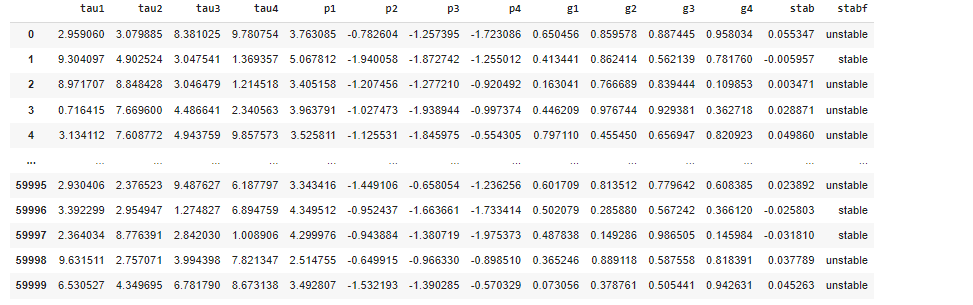 tau1 tau2 tau3 tau4 p1 p2 p3 p4 g1 g2 g3 g4 stab stabf
0 2.959060 3.079885 8.381025 9.780754 3.763085 -0.782604 -1.257395 -1.723086 0.650456 0.859578 0.887445 0.958034 0.055347 unstable
1 9.304097 4.902524 3.047541 1.369357 5.067812 -1.940058 -1.872742 -1.255012 0.413441 0.862414 0.562139 0.781760 -0.005957 stable
2 8.971707 8.848428 3.046479 1.214518 3.405158 -1.207456 -1.277210 -0.920492 0.163041 0.766689 0.839444 0.109853 0.003471 unstable
3 0.716415 7.669600 4.486641 2.340563 3.963791 -1.027473 -1.938944 -0.997374 0.446209 0.976744 0.929381 0.362718 0.028871 unstable
4 3.134112 7.608772 4.943759 9.857573 3.525811 -1.125531 -1.845975 -0.554305 0.797110 0.455450 0.656947 0.820923 0.049860 unstable
... ... ... ... ... ... ... ... ... ... ... ... ... ... ...
59995 2.930406 2.376523 9.487627 6.187797 3.343416 -1.449106 -0.658054 -1.236256 0.601709 0.813512 0.779642 0.608385 0.023892 unstable
59996 3.392299 2.954947 1.274827 6.894759 4.349512 -0.952437 -1.663661 -1.733414 0.502079 0.285880 0.567242 0.366120 -0.025803 stable
59997 2.364034 8.776391 2.842030 1.008906 4.299976 -0.943884 -1.380719 -1.975373 0.487838 0.149286 0.986505 0.145984 -0.031810 stable
59998 9.631511 2.757071 3.994398 7.821347 2.514755 -0.649915 -0.966330 -0.898510 0.365246 0.889118 0.587558 0.818391 0.037789 unstable
59999 6.530527 4.349695 6.781790 8.673138 3.492807 -1.532193 -1.390285 -0.570329 0.073056 0.378761 0.505441 0.942631 0.045263 unstable